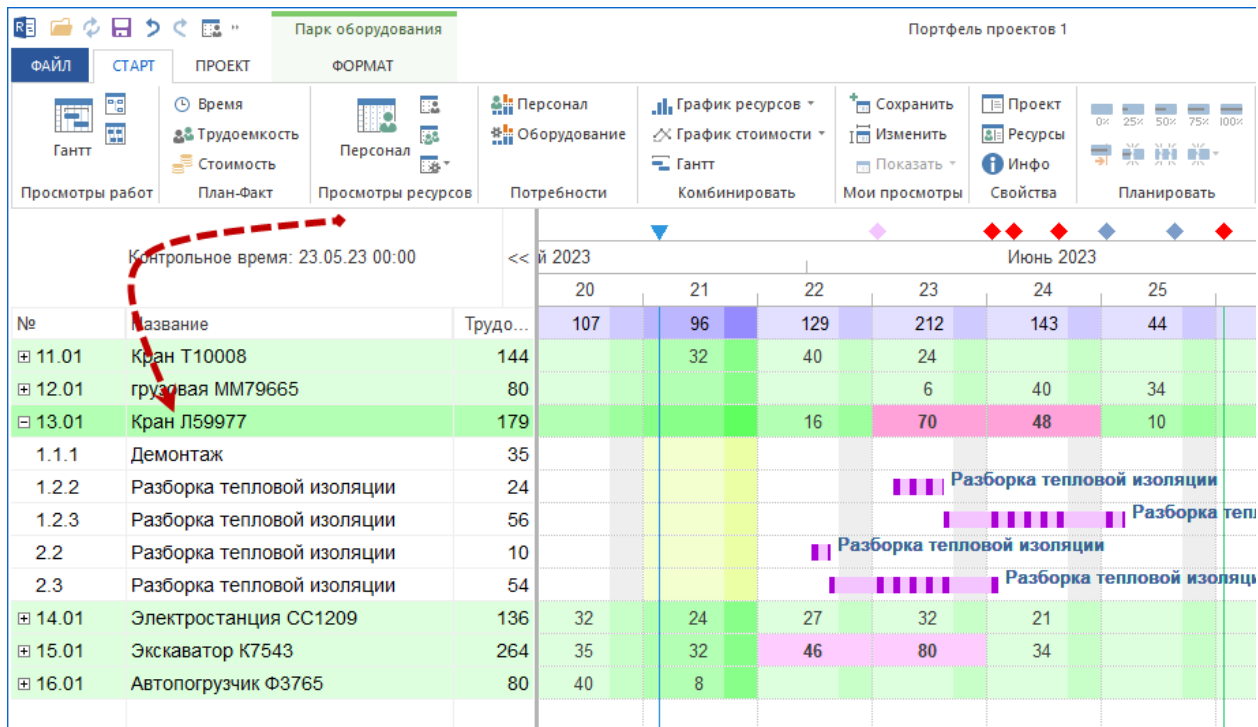 Парк оборудования
Портфель проектов 1
ФАЙЛ СТАРТ ПРОЕКТ ФОРМАТ
Гантт
Время
Трудоемкость
Стоимость
Персонал
Персонал
Оборудование
График ресурсов
График стоимости
Гантт
Сохранить
Изменить
Показать
Проект
Ресурсы
Инфо
0% 25% 50% 75% 100%
Просмотры работ План-Факт Просмотры ресурсов Потребности Комбинировать Мои просмотры Свойства Планировать
Контрольное время: 23.05.23 00:00 << й 2023 Июнь 2023
20 21 22 23 24 25
№ Название Трудо... 107 96 129 212 143 44
11.01 Кран Т10008 144 32 40 24
12.01 грузовая ММ79665 80 6 40 34
13.01 Кран Л59977 179 16 70 48 10
1.1.1 Демонтаж 35
1.2.2 Разборка тепловой изоляции 24 Разборка тепловой изоляции
1.2.3 Разборка тепловой изоляции 56 Разборка теп
2.2 Разборка тепловой изоляции 10 Разборка тепловой изоляции
2.3 Разборка тепловой изоляции 54 Разборка тепловой изоляц
14.01 Электростанция СС1209 136 32 24 27 32 21
15.01 Экскаватор К7543 264 35 32 46 80 34
16.01 Автопогрузчик Ф3765 80 40 8